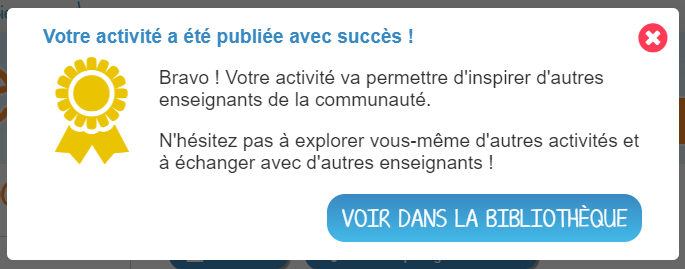 Votre activité a été publiée avec succès !
Bravo ! Votre activité va permettre d'inspirer d'autres
enseignants de la communauté.
N'hésitez pas à explorer vous-même d'autres activités et
à échanger avec d'autres enseignants !
VOIR DANS LA BIBLIOTHÈQUE